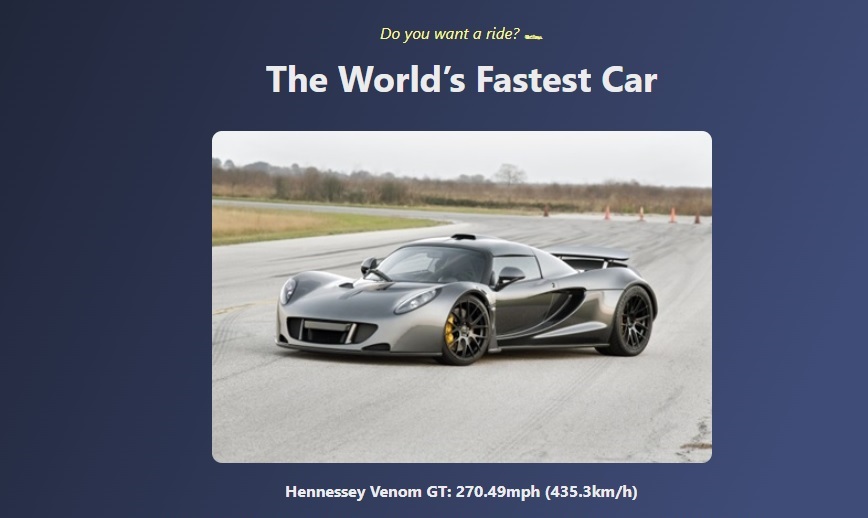 Do you want a ride?
The World’s Fastest Car
Hennessey Venom GT: 270.49mph (435.3km/h)